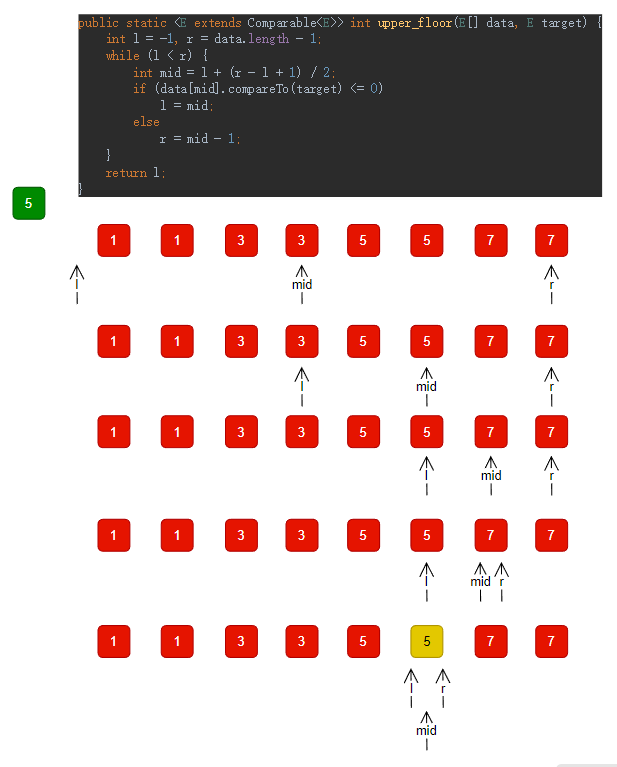 public static <E extends Comparable<E>> int upper_floor(E[] data, E target) {
int l = -1, r = data.length - 1;
while (l < r) {
int mid = l + (r - l + 1) / 2;
if (data[mid].compareTo(target) <= 0)
l = mid;
else
r = mid - 1;
}
return l;
}
5
1 1 3 3 5 5 7 7
l mid r
1 1 3 3 5 5 7 7
l mid r
1 1 3 3 5 5 7 7
l mid r
1 1 3 3 5 5 7 7
l mid r
1 1 3 3 5 5 7 7
l r
mid